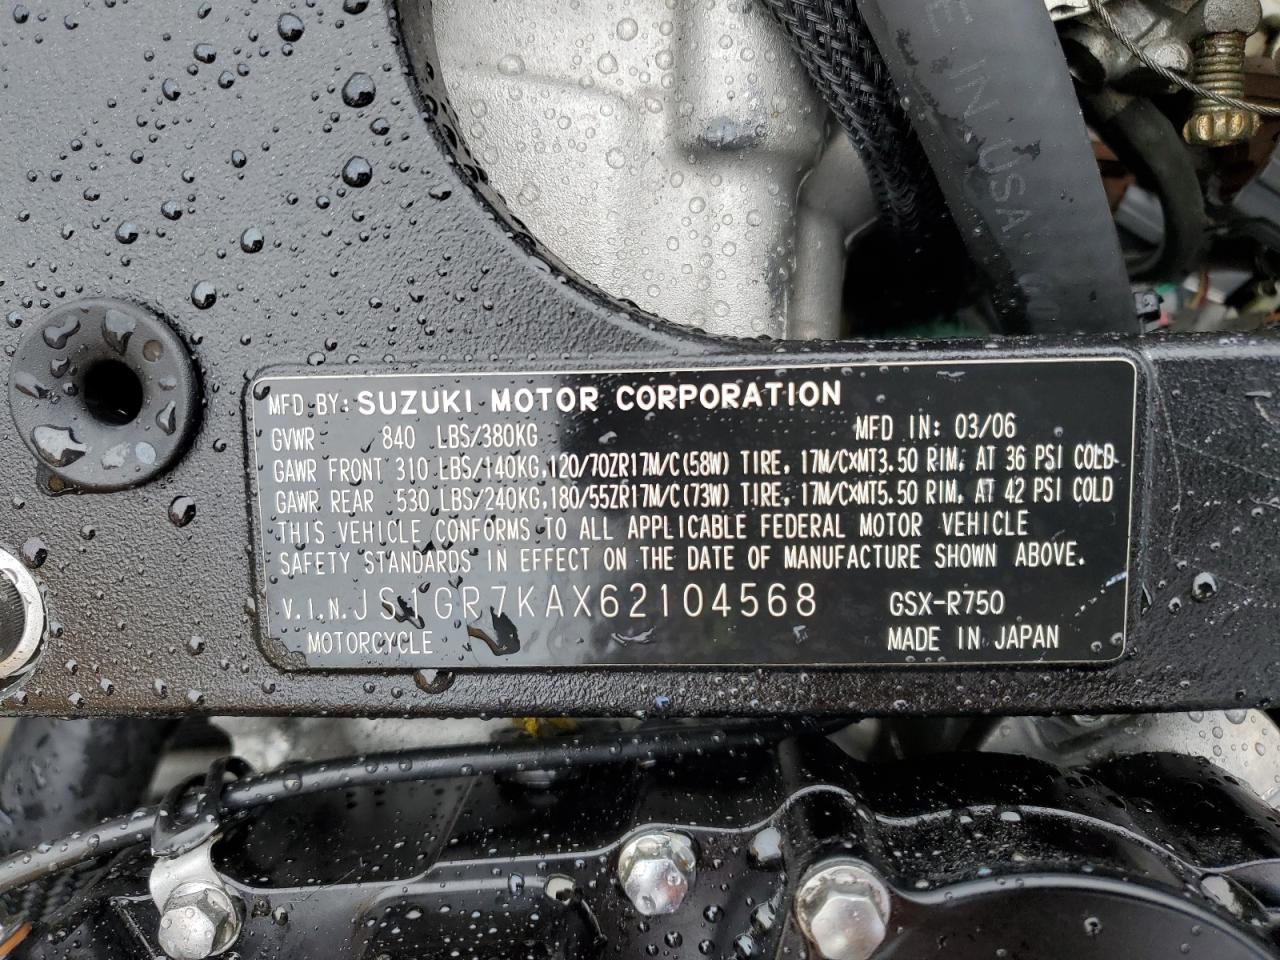 E IN USA
MFD BY: SUZUKI MOTOR CORPORATION
GVWR 840 LBS/380KG MFD IN: 03/06
GAWR FRONT 310 LBS/140KG,120/70ZR17M/C(58W) TIRE, 17M/CxMT3.50 RIM, AT 36 PSI COLD
GAWR REAR 530 LBS/240KG,180/55ZR17M/C(73W) TIRE, 17M/CxMT5.50 RIM, AT 42 PSI COLD
THIS VEHICLE CONFORMS TO ALL APPLICABLE FEDERAL MOTOR VEHICLE
SAFETY STANDARDS IN EFFECT ON THE DATE OF MANUFACTURE SHOWN ABOVE.
V.I.N. JS1GR7KAX62104568 GSX-R750
MOTORCYCLE MADE IN JAPAN